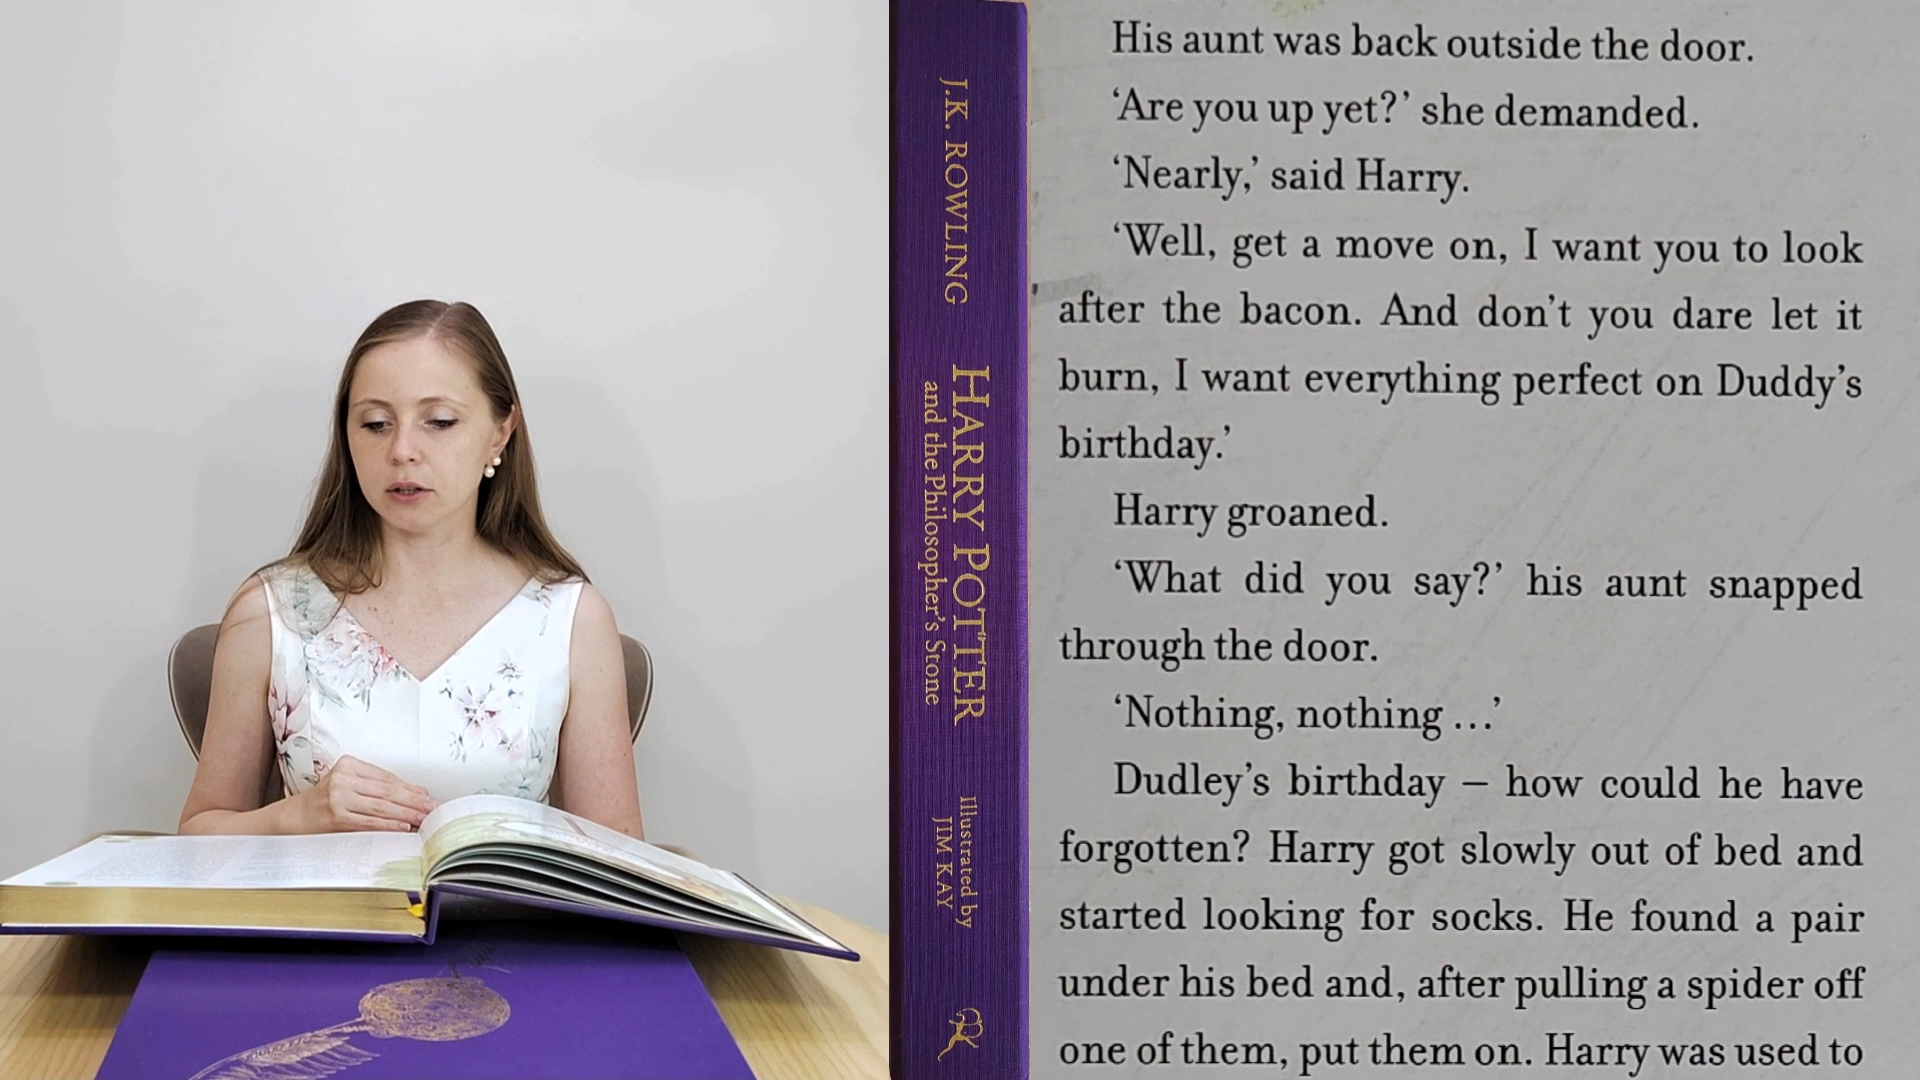 J.K. ROWLING
HARRY POTTER
and the Philosopher's Stone
Illustrated by
JIM KAY
His aunt was back outside the door.
‘Are you up yet?’ she demanded.
‘Nearly,’ said Harry.
‘Well, get a move on, I want you to look
after the bacon. And don’t you dare let it
burn, I want everything perfect on Duddy’s
birthday.’
Harry groaned.
‘What did you say?’ his aunt snapped
through the door.
‘Nothing, nothing …’
Dudley’s birthday – how could he have
forgotten? Harry got slowly out of bed and
started looking for socks. He found a pair
under his bed and, after pulling a spider off
one of them, put them on. Harry was used to